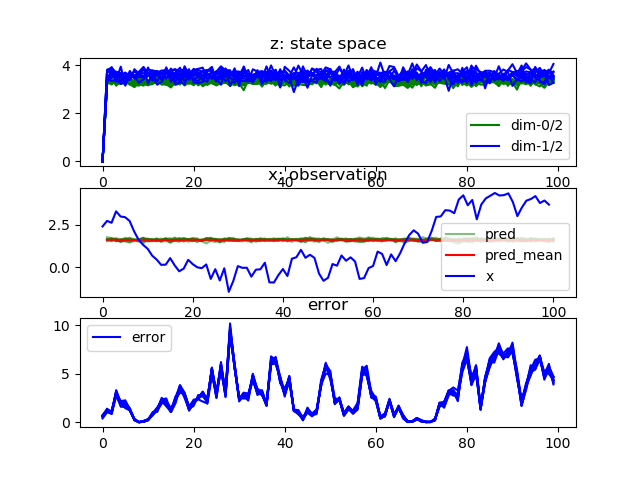 z: state space
4
2
0
dim-0/2
dim-1/2
0 20 40 60 80 100
x: observation
2.5
0.0
pred
pred_mean
x
0 20 40 60 80 100
error
10
5
0
error
0 20 40 60 80 100